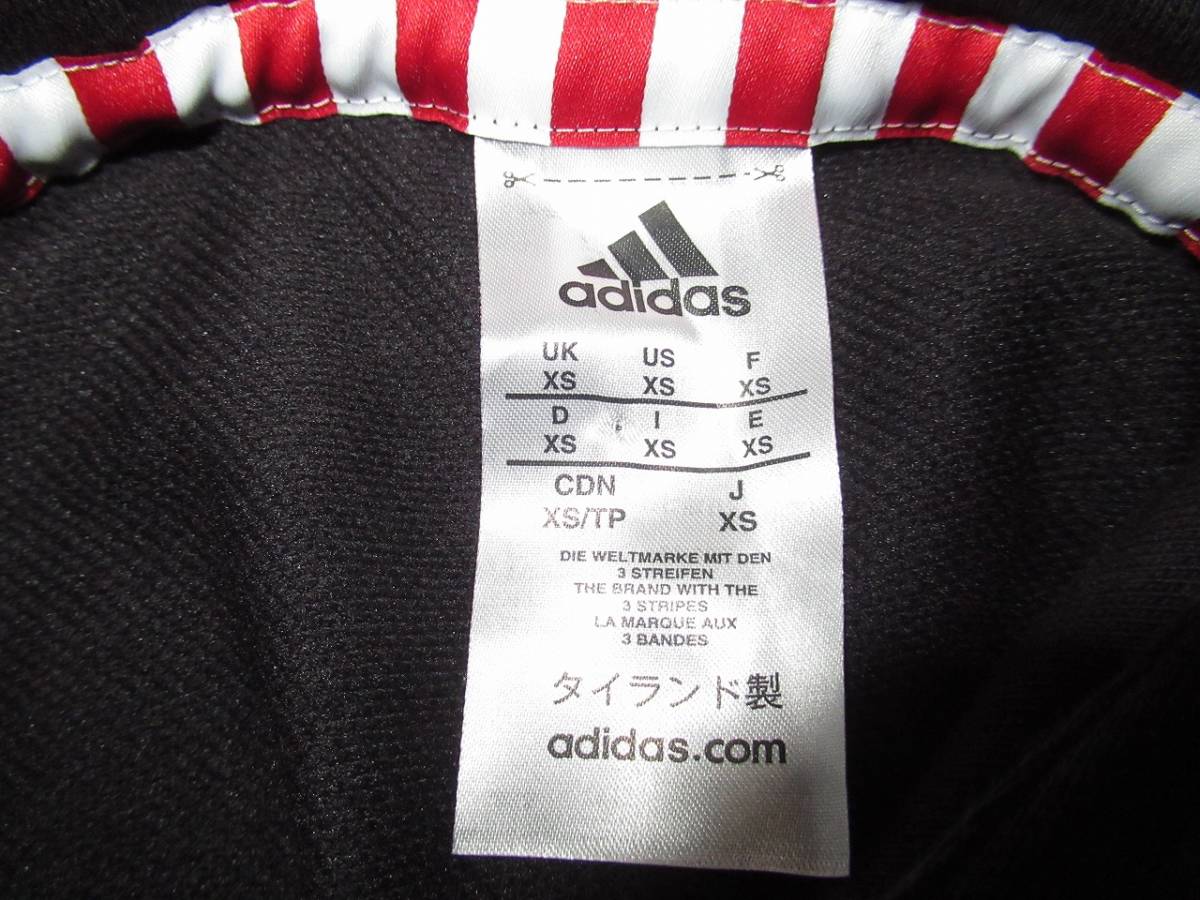 adidas
UK US F
XS XS XS
D I E
XS XS XS
CDN J
XS/TP XS
DIE WELTMARKE MIT DEN
3 STREIFEN
THE BRAND WITH THE
3 STRIPES
LA MARQUE AUX
3 BANDES
タイランド製
adidas.com